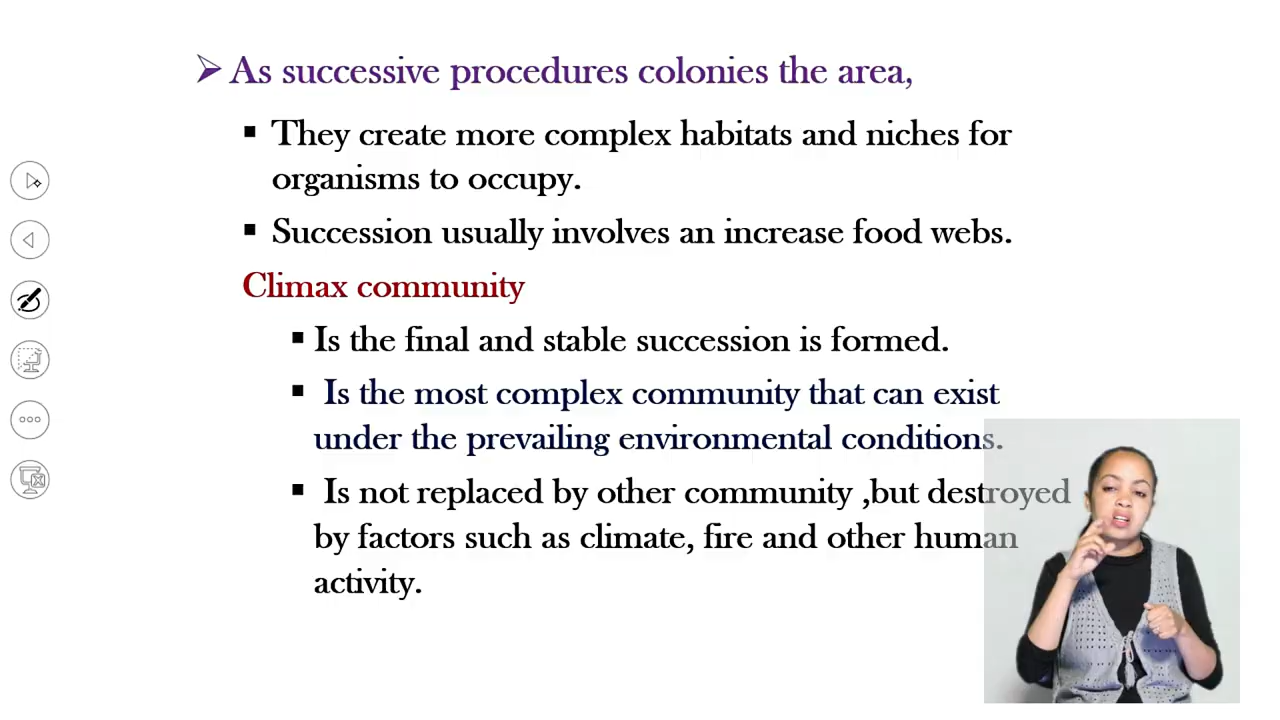 As successive procedures colonies the area,
They create more complex habitats and niches for
organisms to occupy.
Succession usually involves an increase food webs.
Climax community
Is the final and stable succession is formed.
Is the most complex community that can exist
under the prevailing environmental conditions.
Is not replaced by other community ,but destroyed
by factors such as climate, fire and other human
activity.